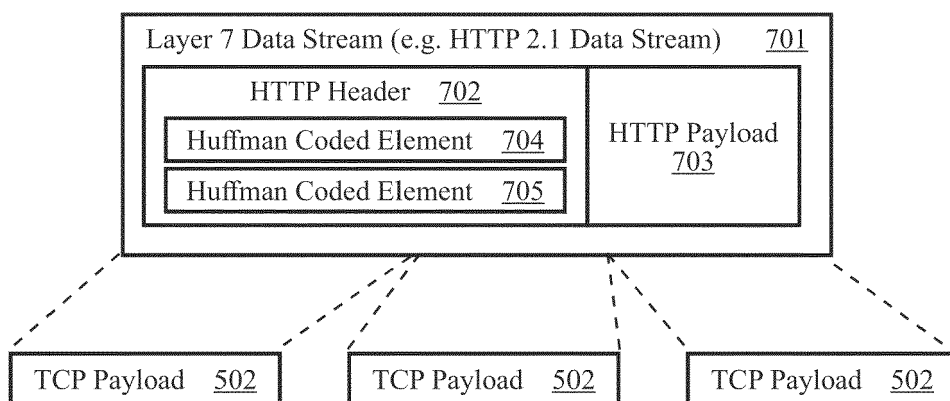 Layer 7 Data Stream (e.g. HTTP 2.1 Data Stream) 701
HTTP Header 702
Huffman Coded Element 704
Huffman Coded Element 705
HTTP Payload
703
TCP Payload 502
TCP Payload 502
TCP Payload 502